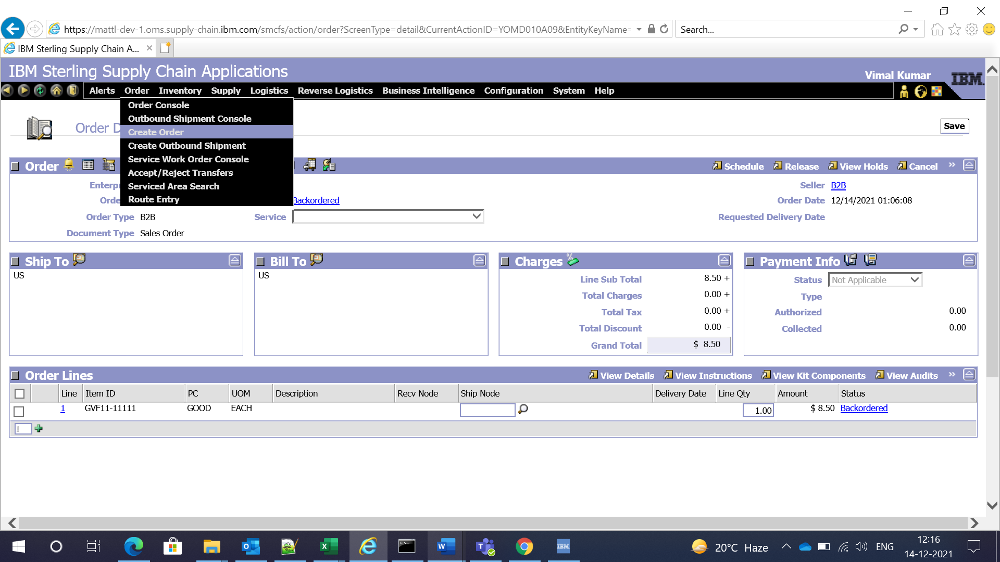 https://mattl-dev-1.oms.supply-chain.ibm.com/smcfs/action/order?ScreenType=detail&CurrentActionID=YOMD010A09&EntityKeyName=
Search...
IBM Sterling Supply Chain A...
IBM Sterling Supply Chain Applications
Vimal Kumar
IBM.
Alerts Order Inventory Supply Logistics Reverse Logistics Business Intelligence Configuration System Help
Order Console
Outbound Shipment Console
Create Order
Create Outbound Shipment
Service Work Order Console
Accept/Reject Transfers
Serviced Area Search
Route Entry
Order D
Save
Order
Schedule Release View Holds Cancel »
Enterp
Seller B2B
Orde
Backordered
Order Date 12/14/2021 01:06:08
Order Type B2B
Service
Requested Delivery Date
Document Type Sales Order
Ship To
US
Bill To
US
Charges
Line Sub Total 8.50 +
Total Charges 0.00 +
Total Tax 0.00 +
Total Discount 0.00 -
Grand Total $ 8.50
Payment Info
Status Not Applicable
Type
Authorized 0.00
Collected 0.00
Order Lines
View Details View Instructions View Kit Components View Audits »
Line Item ID PC UOM Description Recv Node Ship Node Delivery Date Line Qty Amount Status
1 GVF11-11111 GOOD EACH 1.00 $ 8.50 Backordered
1
20°C Haze
ENG
12:16
14-12-2021